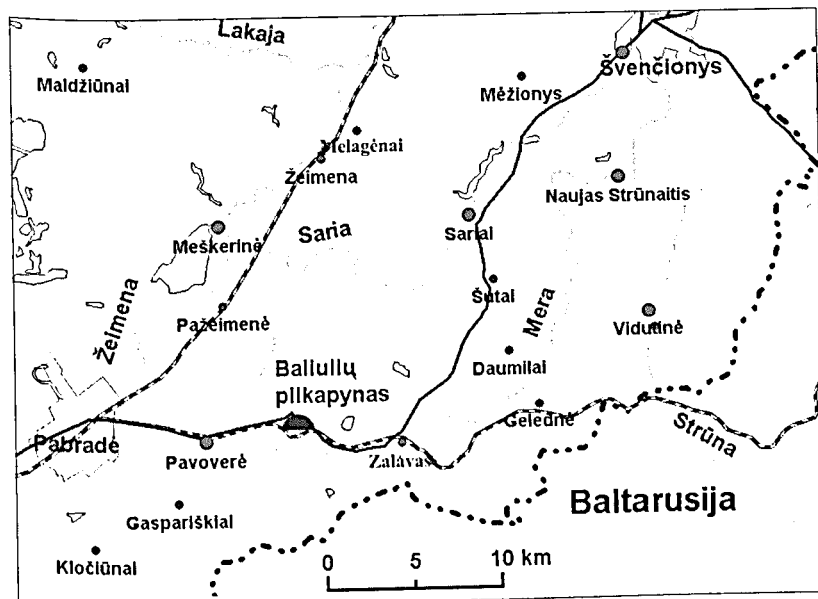 Lakaja
Maldžiūnai
Švenčionys
Mėžionys
Melagėnai
Žeimena
Naujas Strūnaitis
Meškerinė
Saria
Sariai
Žeimena
Pažeimenė
Šutai
Mera
Vidutinė
Daumilai
Baliulių
pilkapynas
Gelednė
Strūna
Pabradė
Pavoverė
Zalavas
Baltarusija
Gaspariškiai
Kločiūnai
0 5 10 km